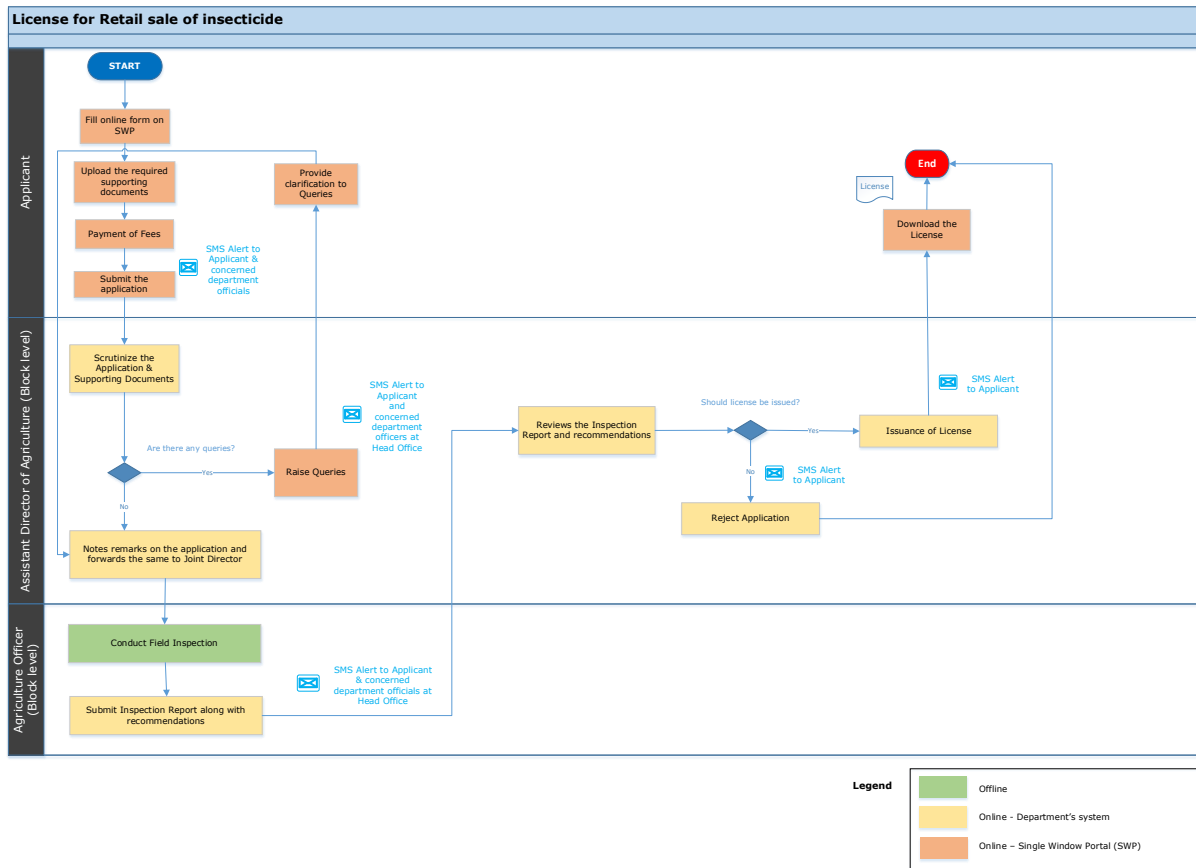 License for Retail sale of insecticide
Applicant
START
Fill online form on
SWP
Upload the required
supporting
documents
Payment of Fees
Submit the
application
SMS Alert to
Applicant &
concerned
department
officials
Provide
clarification to
Queries
End
License
Download the
License
Assistant Director of Agriculture (Block level)
Scrutinize the
Application &
Supporting Documents
Are there any queries?
Yes
No
Raise Queries
SMS Alert to
Applicant
and
concerned
department
officers at
Head Office
Notes remarks on the application and
forwards the same to Joint Director
Reviews the Inspection
Report and recommendations
Should license be issued?
Yes
No
Issuance of License
SMS Alert
to Applicant
SMS Alert
to Applicant
Reject Application
Agriculture Officer
(Block level)
Conduct Field Inspection
Submit Inspection Report along with
recommendations
SMS Alert to Applicant
& concerned
department officials at
Head Office
Legend
Offline
Online - Department's system
Online – Single Window Portal (SWP)